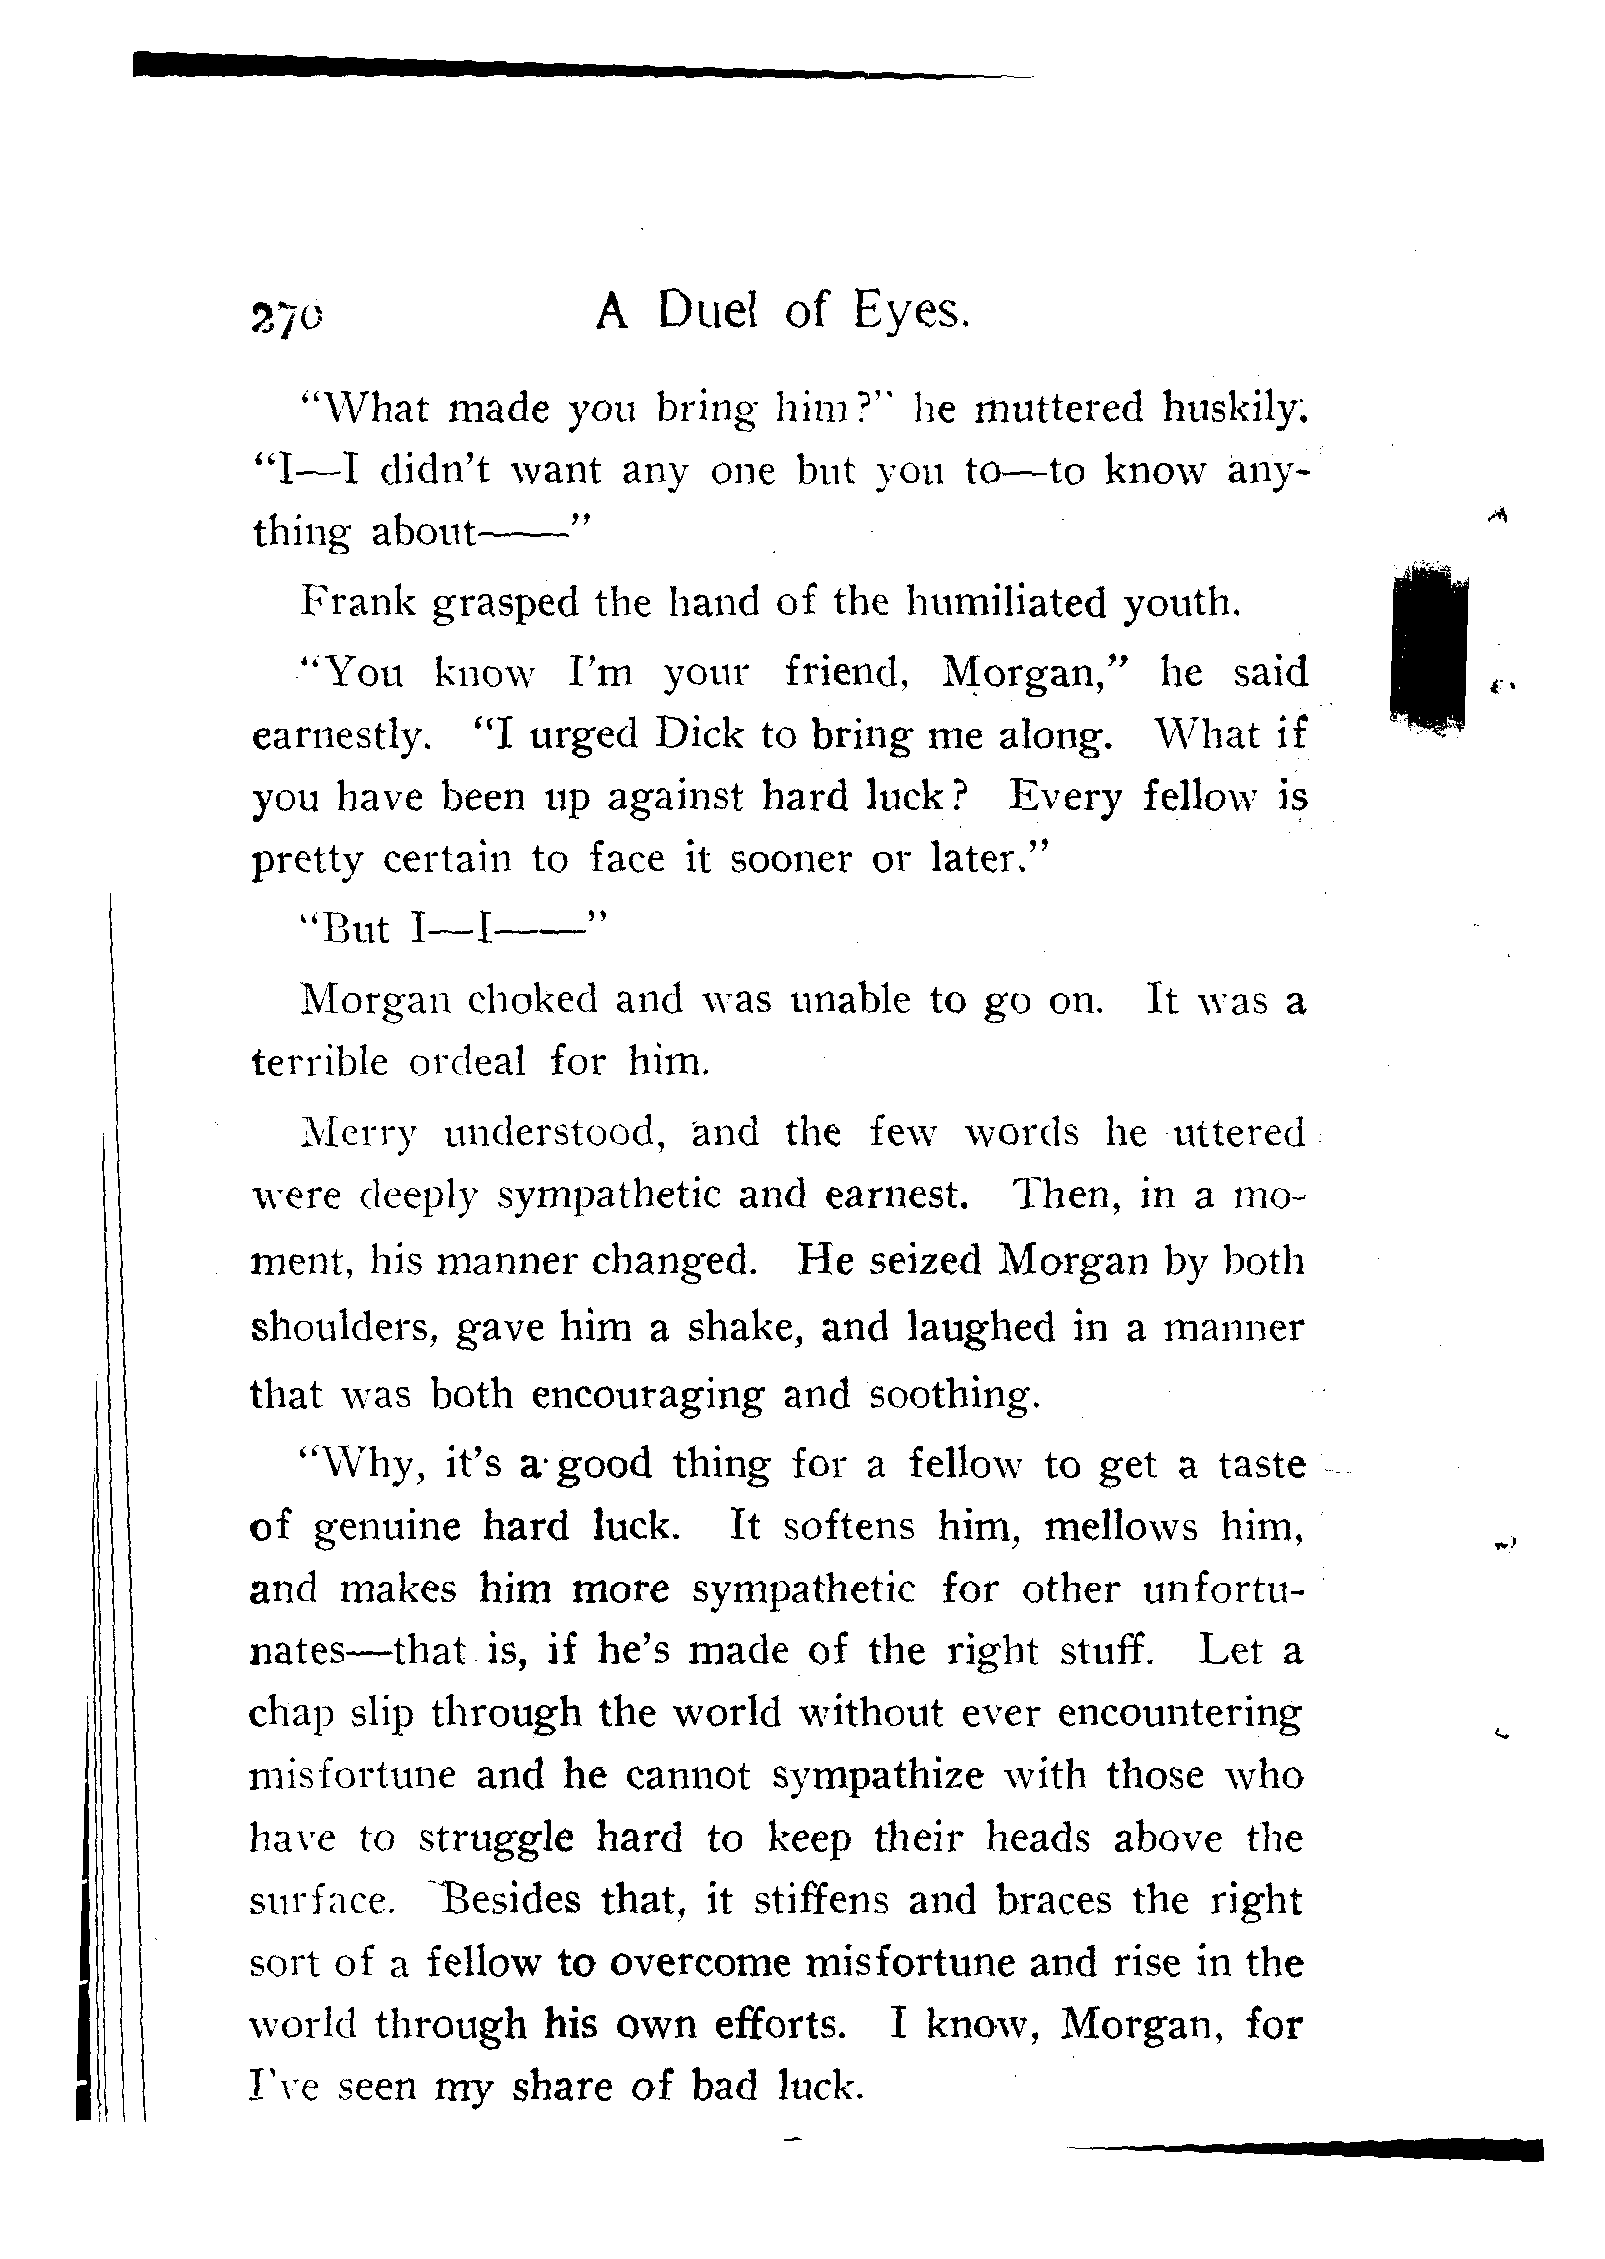 270 A Duel of Eyes.
"What made you bring him?" he muttered huskily.
"I—I didn't want any one but you to—to know any-
thing about——"
Frank grasped the hand of the humiliated youth.
"You know I'm your friend, Morgan," he said
earnestly. "I urged Dick to bring me along. What if
you have been up against hard luck? Every fellow is
pretty certain to face it sooner or later."
"But I—I——"
Morgan choked and was unable to go on. It was a
terrible ordeal for him.
Merry understood, and the few words he uttered
were deeply sympathetic and earnest. Then, in a mo-
ment, his manner changed. He seized Morgan by both
shoulders, gave him a shake, and laughed in a manner
that was both encouraging and soothing.
"Why, it's a good thing for a fellow to get a taste
of genuine hard luck. It softens him, mellows him,
and makes him more sympathetic for other unfortu-
nates—that is, if he's made of the right stuff. Let a
chap slip through the world without ever encountering
misfortune and he cannot sympathize with those who
have to struggle hard to keep their heads above the
surface. Besides that, it stiffens and braces the right
sort of a fellow to overcome misfortune and rise in the
world through his own efforts. I know, Morgan, for
I've seen my share of bad luck.